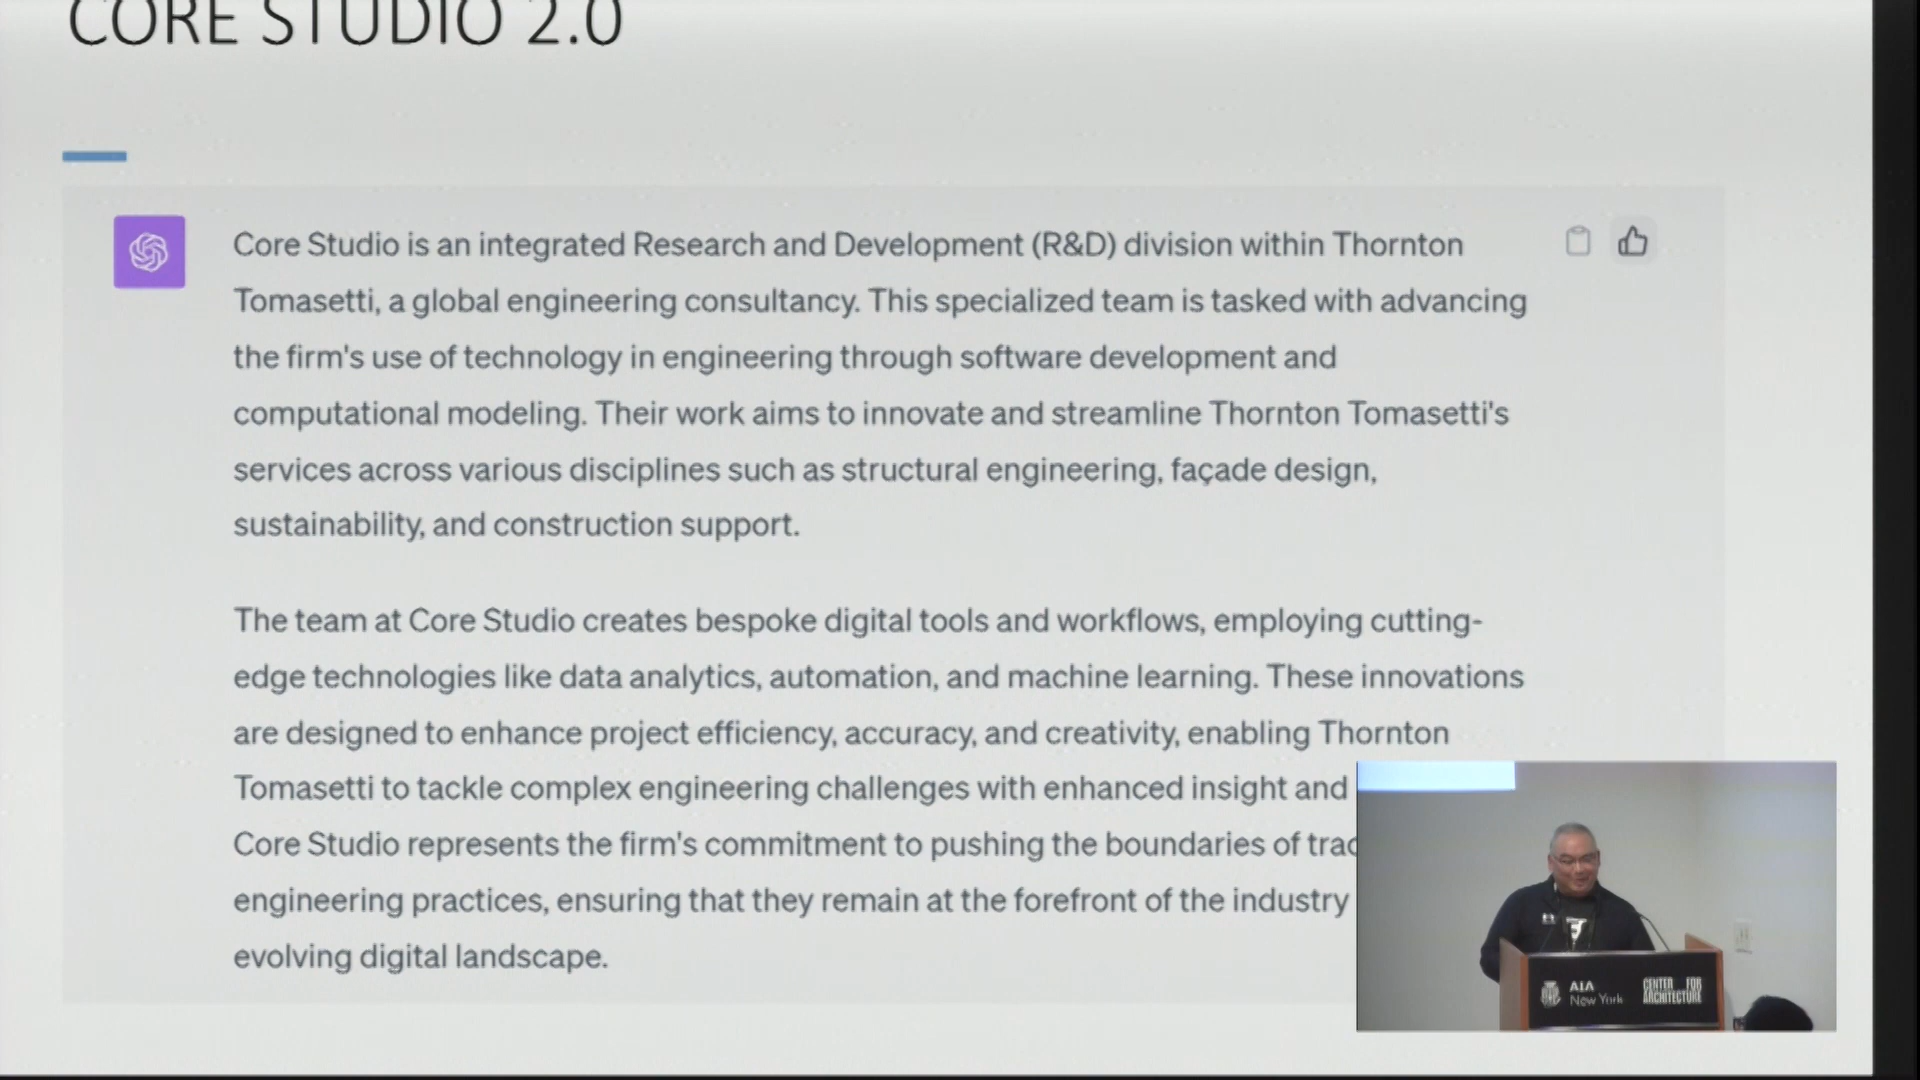 CORE STUDIO 2.0
Core Studio is an integrated Research and Development (R&D) division within Thornton
Tomasetti, a global engineering consultancy. This specialized team is tasked with advancing
the firm's use of technology in engineering through software development and
computational modeling. Their work aims to innovate and streamline Thornton Tomasetti's
services across various disciplines such as structural engineering, façade design,
sustainability, and construction support.
The team at Core Studio creates bespoke digital tools and workflows, employing cutting-
edge technologies like data analytics, automation, and machine learning. These innovations
are designed to enhance project efficiency, accuracy, and creativity, enabling Thornton
Tomasetti to tackle complex engineering challenges with enhanced insight and
Core Studio represents the firm's commitment to pushing the boundaries of
engineering practices, ensuring that they remain at the forefront of the industry
evolving digital landscape.
AIA
New York
CENTER FOR
ARCHITECTURE